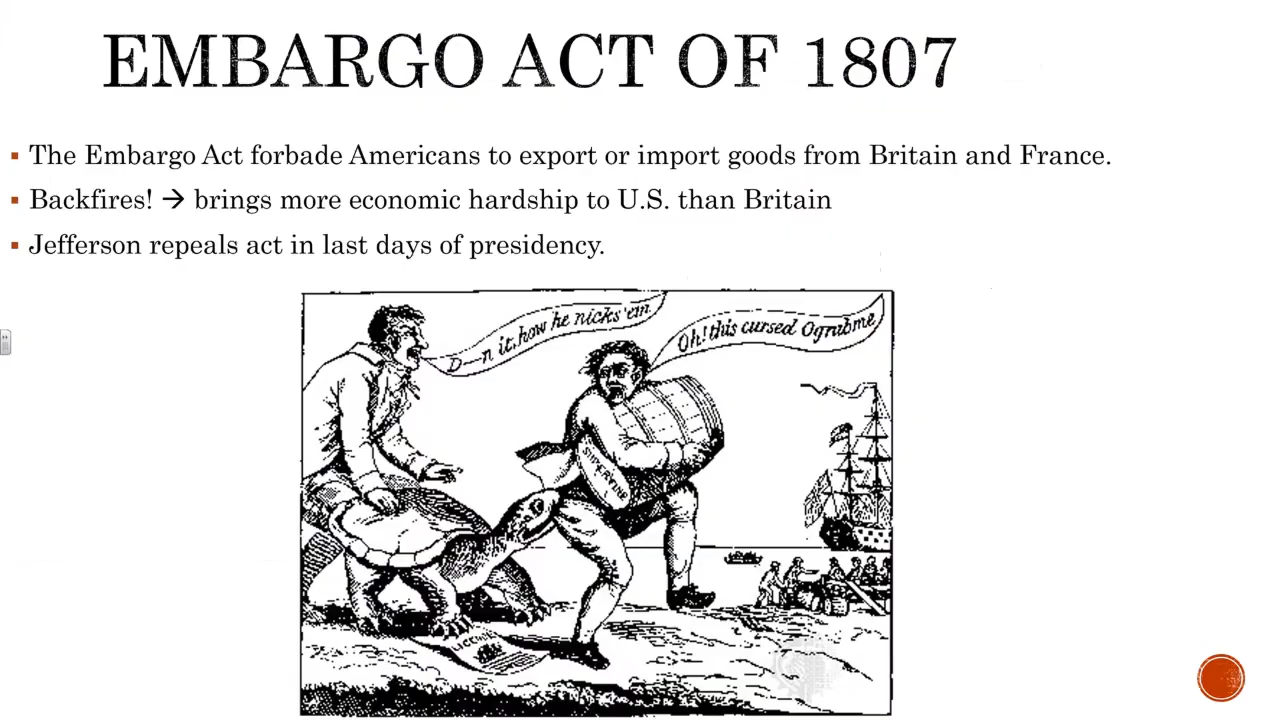 EMBARGO ACT OF 1807
▪ The Embargo Act forbade Americans to export or import goods from Britain and France.
▪ Backfires! → brings more economic hardship to U.S. than Britain
▪ Jefferson repeals act in last days of presidency.
D—n it, how he nicks 'em
Oh! this cursed Ograbme